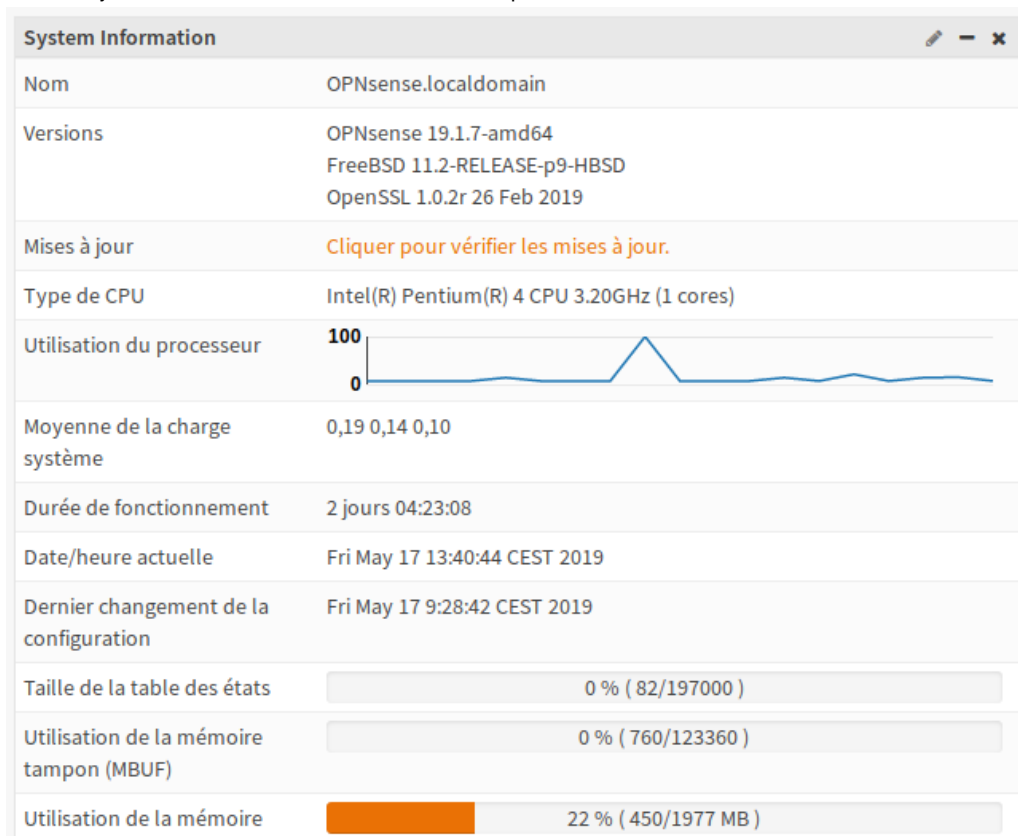 System Information
Nom
OPNsense.localdomain
Versions
OPNsense 19.1.7-amd64
FreeBSD 11.2-RELEASE-p9-HBSD
OpenSSL 1.0.2r 26 Feb 2019
Mises à jour
Cliquer pour vérifier les mises à jour.
Type de CPU
Intel(R) Pentium(R) 4 CPU 3.20GHz (1 cores)
Utilisation du processeur
100
0
Moyenne de la charge
système
0,19 0,14 0,10
Durée de fonctionnement
2 jours 04:23:08
Date/heure actuelle
Fri May 17 13:40:44 CEST 2019
Dernier changement de la
configuration
Fri May 17 9:28:42 CEST 2019
Taille de la table des états
0 % ( 82/197000 )
Utilisation de la mémoire
tampon (MBUF)
0 % ( 760/123360 )
Utilisation de la mémoire
22 % ( 450/1977 MB )